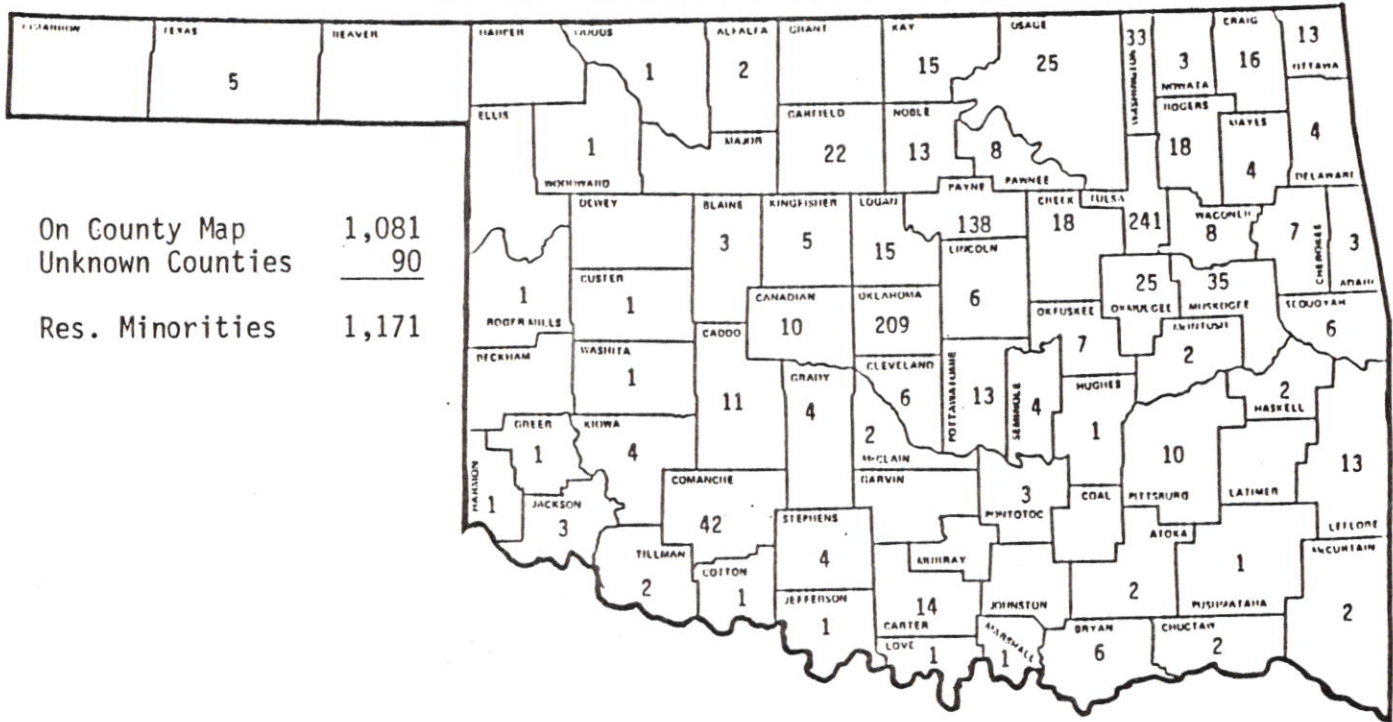 CIMARRON
TEXAS
5
BEAVER
HARPER
WOODS
1
ALFALFA
2
GRANT
KAY
15
OSAGE
25
WASHINGTON
33
NOWATA
3
CRAIG
16
OTTAWA
13
ELLIS
WOODWARD
1
MAJOR
GARFIELD
22
NOBLE
13
PAWNEE
8
ROGERS
18
MAYES
4
DELAWARE
4
On County Map 1,081
Unknown Counties 90
Res. Minorities 1,171
ROGER MILLS
1
DEWEY
BLAINE
3
KINGFISHER
5
LOGAN
15
PAYNE
138
CREEK
18
TULSA
241
WAGONER
8
CHEROKEE
7
ADAIR
3
CUSTER
1
CANADIAN
10
OKLAHOMA
209
LINCOLN
6
OKFUSKEE
7
OKMULGEE
25
MUSKOGEE
35
SEQUOYAH
6
BECKHAM
WASHITA
1
CADDO
11
GRADY
4
CLEVELAND
6
McCLAIN
2
POTTAWATOMIE
13
SEMINOLE
4
HUGHES
1
McINTOSH
2
HASKELL
2
HARMON
1
GREER
1
KIOWA
4
JACKSON
3
COMANCHE
42
GARVIN
PONTOTOC
3
COAL
PITTSBURG
10
LATIMER
LEFLORE
13
TILLMAN
2
COTTON
1
STEPHENS
4
MURRAY
JOHNSTON
ATOKA
2
PUSHMATAHA
1
McCURTAIN
2
JEFFERSON
1
CARTER
14
LOVE
1
MARSHALL
1
BRYAN
6
CHOCTAW
2